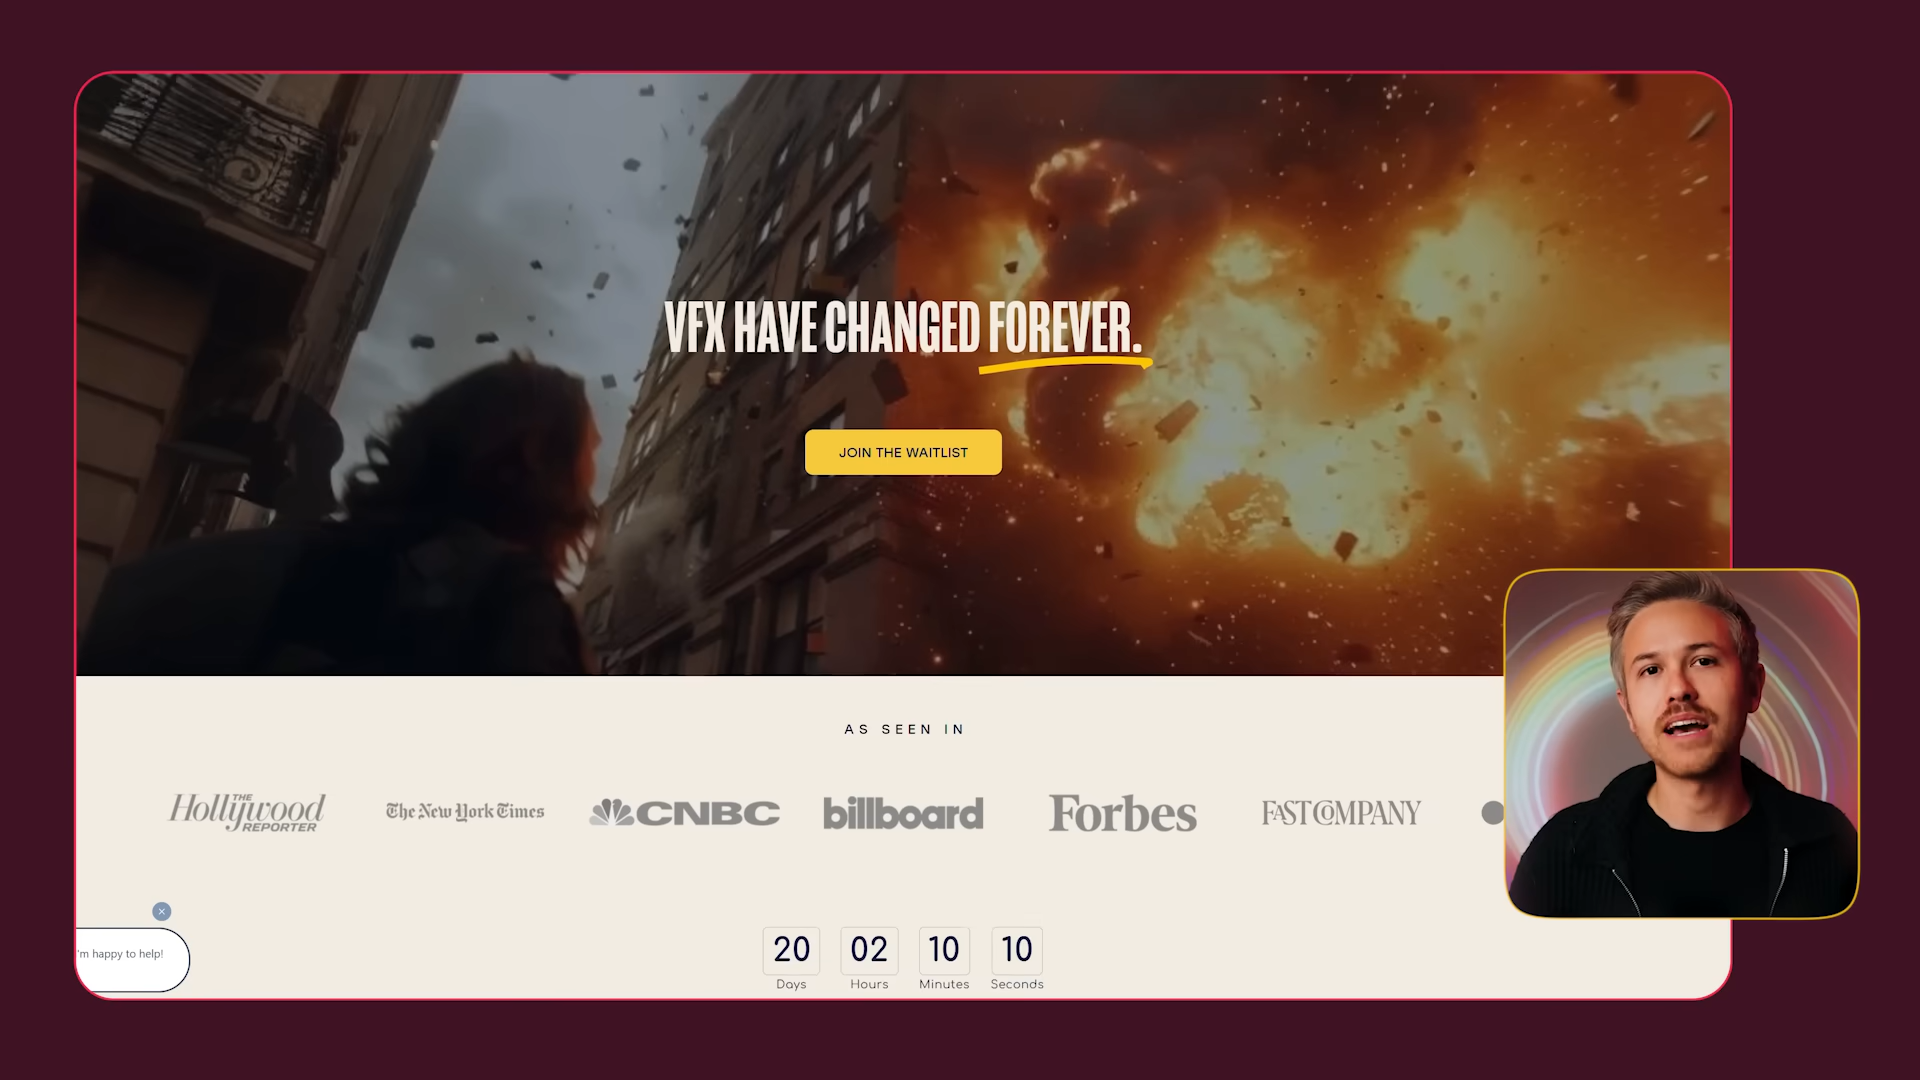 VFX HAVE CHANGED FOREVER.
JOIN THE WAITLIST
AS SEEN IN
The Hollywood REPORTER
The New York Times
CNBC
billboard
Forbes
FAST COMPANY
'm happy to help!
20 02 10 10
Days Hours Minutes Seconds